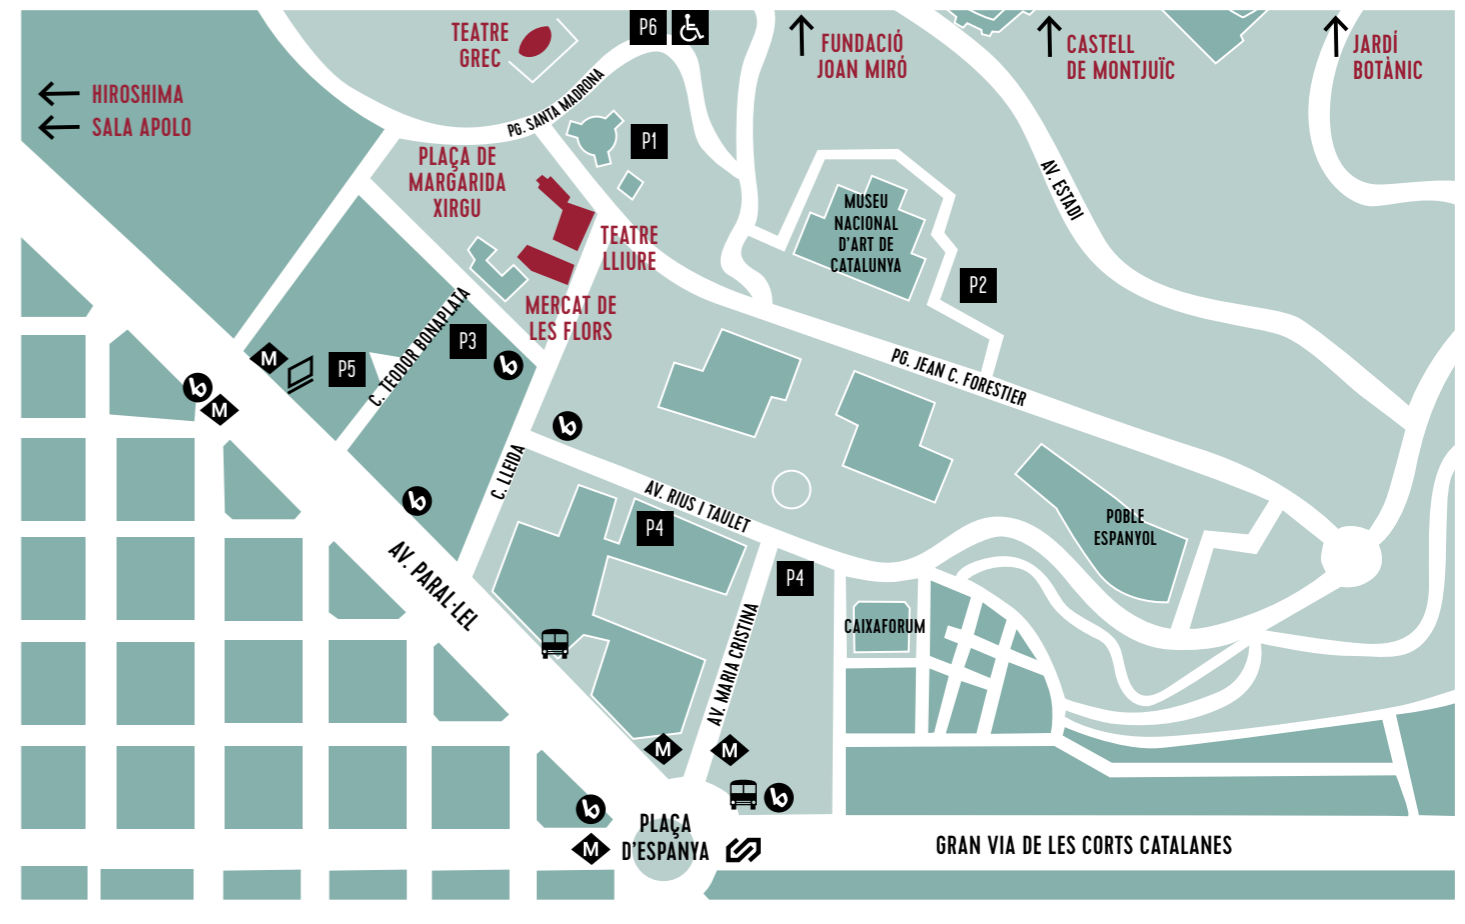 TEATRE
GREC
P6
FUNDACIÓ
JOAN MIRÓ
CASTELL
DE MONTJUÏC
JARDÍ
BOTÀNIC
HIROSHIMA
SALA APOLO
PG. SANTA MADRONA
P1
PLAÇA DE
MARGARIDA
XIRGU
AV. ESTADI
MUSEU
NACIONAL
D'ART DE
CATALUNYA
TEATRE
LLIURE
P2
MERCAT DE
LES FLORS
C. TEODOR BONAPLATA
P3
b
M
P5
PG. JEAN C. FORESTIER
b
M
b
C. LLEIDA
b
AV. RIUS I TAULET
P4
POBLE
ESPANYOL
AV. PARAL·LEL
P4
CAIXAFORUM
AV. MARIA CRISTINA
M
M
b
b
PLAÇA
D'ESPANYA
M
GRAN VIA DE LES CORTS CATALANES